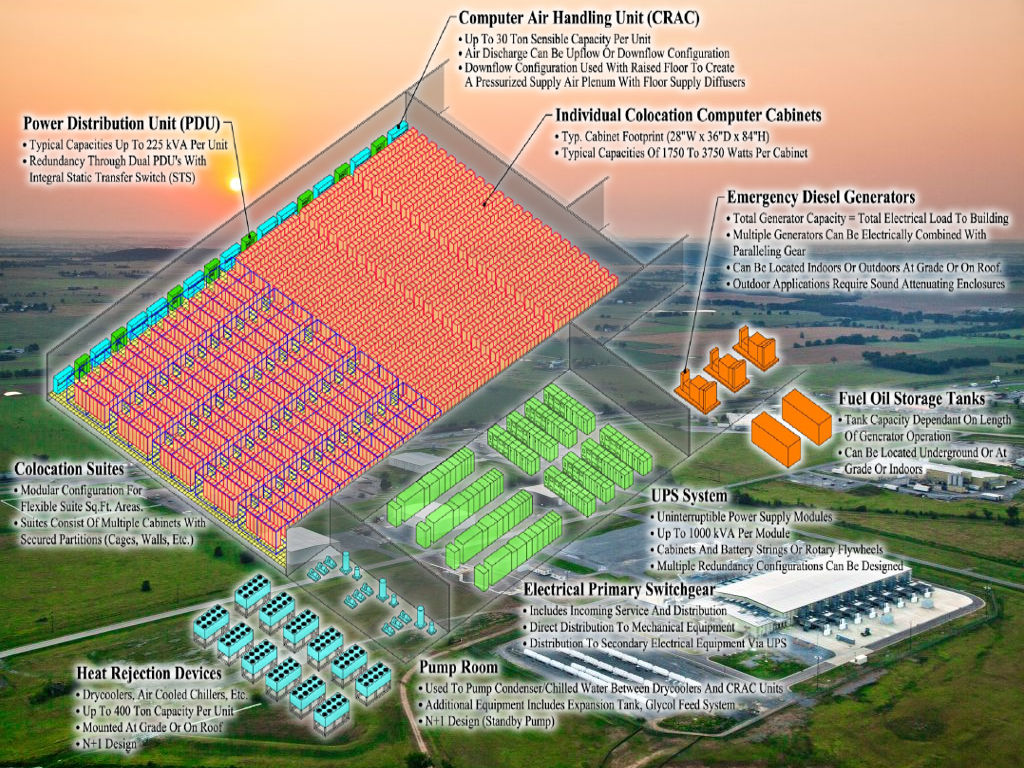 Computer Air Handling Unit (CRAC)
• Up To 30 Ton Sensible Capacity Per Unit
• Air Discharge Can Be Upflow Or Downflow Configuration
• Downflow Configuration Used With Raised Floor To Create
A Pressurized Supply Air Plenum With Floor Supply Diffusers
Power Distribution Unit (PDU)
• Typical Capacities Up To 225 kVA Per Unit
• Redundancy Through Dual PDU's With
Integral Static Transfer Switch (STS)
Individual Colocation Computer Cabinets
• Typ. Cabinet Footprint (28"W x 36"D x 84"H)
• Typical Capacities Of 1750 To 3750 Watts Per Cabinet
Emergency Diesel Generators
• Total Generator Capacity = Total Electrical Load To Building
• Multiple Generators Can Be Electrically Combined With
Paralleling Gear
• Can Be Located Indoors Or Outdoors At Grade Or On Roof.
• Outdoor Applications Require Sound Attenuating Enclosures
Fuel Oil Storage Tanks
• Tank Capacity Dependant On Length
Of Generator Operation
• Can Be Located Underground Or At
Grade Or Indoors
Colocation Suites
• Modular Configuration For
Flexible Suite Sq.Ft. Areas.
• Suites Consist Of Multiple Cabinets With
Secured Partitions (Cages, Walls, Etc.)
UPS System
• Uninterruptible Power Supply Modules
• Up To 1000 kVA Per Module
• Cabinets And Battery Strings Or Rotary Flywheels
• Multiple Redundancy Configurations Can Be Designed
Electrical Primary Switchgear
• Includes Incoming Service And Distribution
• Direct Distribution To Mechanical Equipment
• Distribution To Secondary Electrical Equipment Via UPS
Pump Room
• Used To Pump Condenser/Chilled Water Between Drycoolers And CRAC Units
• Additional Equipment Includes Expansion Tank, Glycol Feed System
• N+1 Design (Standby Pump)
Heat Rejection Devices
• Drycoolers, Air Cooled Chillers, Etc.
• Up To 400 Ton Capacity Per Unit
• Mounted At Grade Or On Roof
• N+1 Design